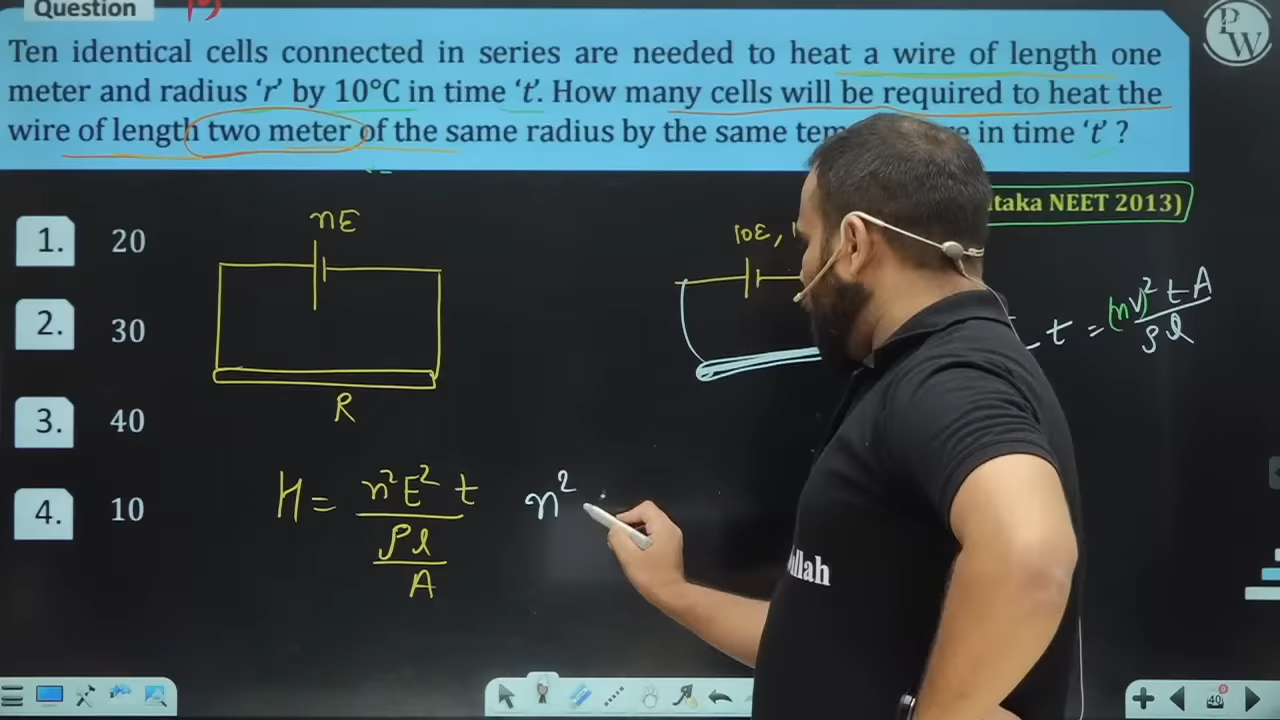 Question
13
PW
Ten identical cells connected in series are needed to heat a wire of length one
meter and radius ‘r’ by 10°C in time ‘t’. How many cells will be required to heat the
wire of length two meter of the same radius by the same in time ‘t’ ?
NEET 2013)
1. 20
2. 30
3. 40
4. 10
nE
R
10E,
t = (nV)² t A / ρl
H = n²E² t / ρl / A
n²
40